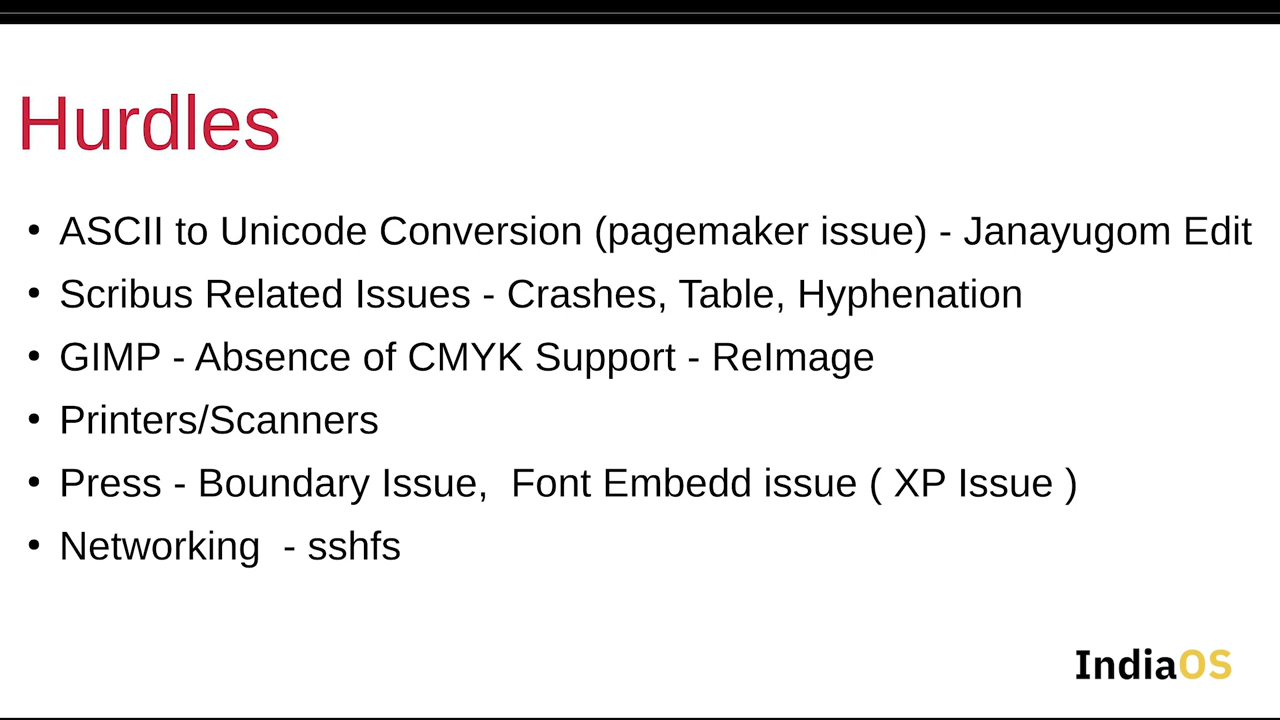 Hurdles
• ASCII to Unicode Conversion (pagemaker issue) - Janayugom Edit
• Scribus Related Issues - Crashes, Table, Hyphenation
• GIMP - Absence of CMYK Support - ReImage
• Printers/Scanners
• Press - Boundary Issue,  Font Embedd issue ( XP Issue )
• Networking  - sshfs
IndiaOS